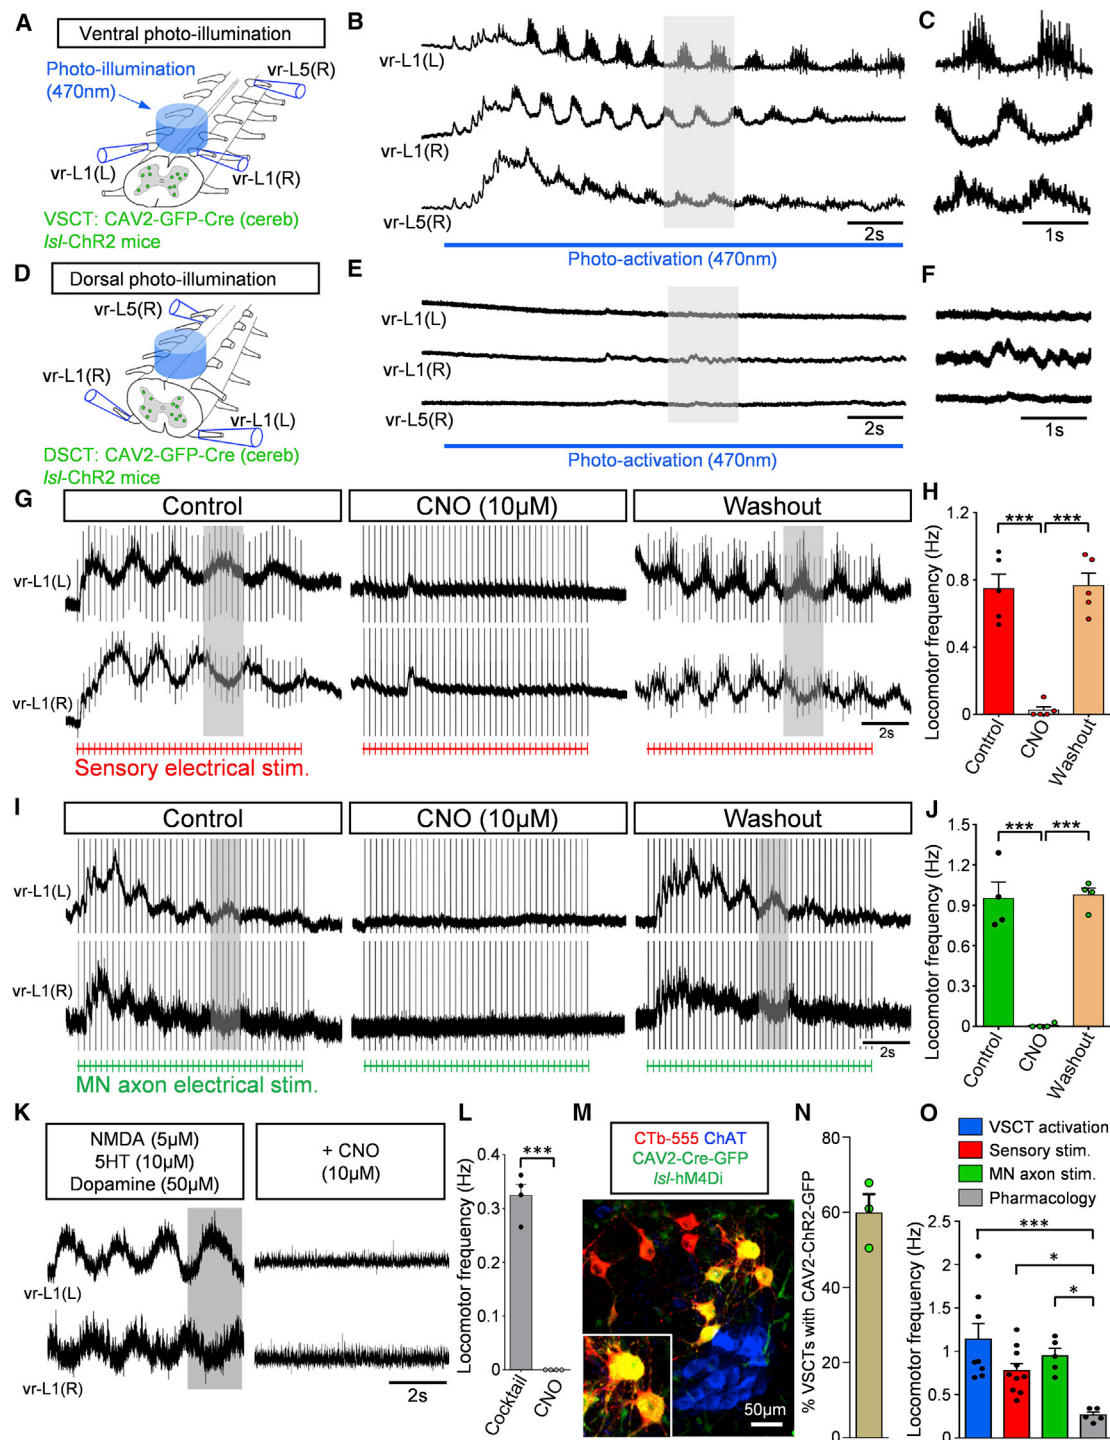 A
Ventral photo-illumination
Photo-illumination
(470nm)
vr-L5(R)
vr-L1(L)
vr-L1(R)
VSCT: CAV2-GFP-Cre (cereb)
lsl-ChR2 mice
B
vr-L1(L)
vr-L1(R)
vr-L5(R)
2s
Photo-activation (470nm)
C
1s
D
Dorsal photo-illumination
vr-L5(R)
vr-L1(R)
vr-L1(L)
DSCT: CAV2-GFP-Cre (cereb)
lsl-ChR2 mice
E
vr-L1(L)
vr-L1(R)
vr-L5(R)
2s
Photo-activation (470nm)
F
1s
G
Control
CNO (10µM)
Washout
vr-L1(L)
vr-L1(R)
2s
Sensory electrical stim.
H
Locomotor frequency (Hz)
1.2
0.8
0.4
0
*** ***
Control
CNO
Washout
I
Control
CNO (10µM)
Washout
vr-L1(L)
vr-L1(R)
2s
MN axon electrical stim.
J
Locomotor frequency (Hz)
1.5
1.2
0.9
0.6
0.3
0
*** ***
Control
CNO
Washout
K
NMDA (5µM)
5HT (10µM)
Dopamine (50µM)
+ CNO
(10µM)
vr-L1(L)
vr-L1(R)
2s
L
Locomotor frequency (Hz)
0.4
0.3
0.2
0.1
0
***
Cocktail
CNO
M
CTb-555 ChAT
CAV2-Cre-GFP
lsl-hM4Di
50µm
N
% VSCTs with CAV2-ChR2-GFP
80
60
40
20
0
O
VSCT activation
Sensory stim.
MN axon stim.
Pharmacology
Locomotor frequency (Hz)
2.5
2
1.5
1
0.5
0
***
*
*